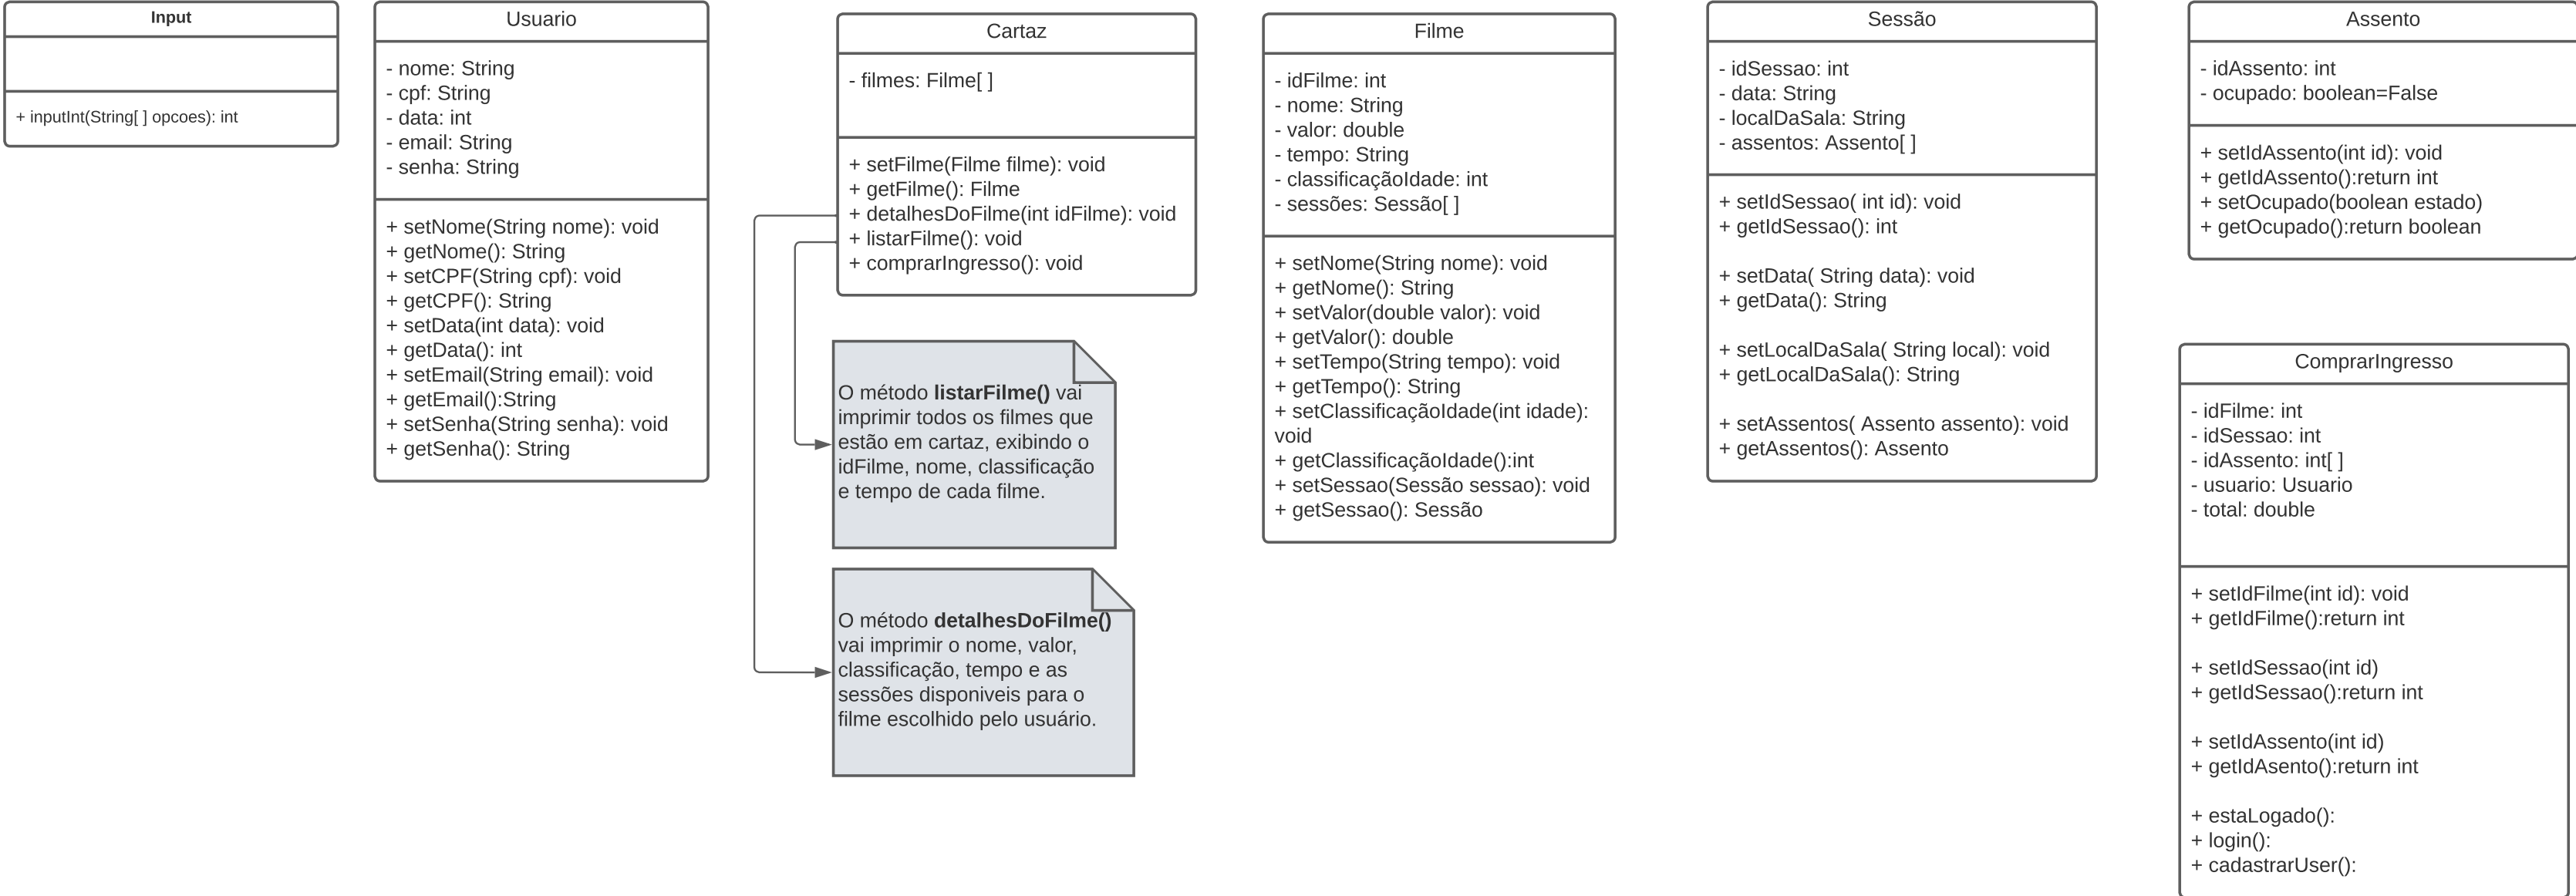 Input
+ inputInt(String[ ] opcoes): int
Usuario
- nome: String
- cpf: String
- data: int
- email: String
- senha: String
+ setNome(String nome): void
+ getNome(): String
+ setCPF(String cpf): void
+ getCPF(): String
+ setData(int data): void
+ getData(): int
+ setEmail(String email): void
+ getEmail():String
+ setSenha(String senha): void
+ getSenha(): String
Cartaz
- filmes: Filme[ ]
+ setFilme(Filme filme): void
+ getFilme(): Filme
+ detalhesDoFilme(int idFilme): void
+ listarFilme(): void
+ comprarIngresso(): void
O método listarFilme() vai
imprimir todos os filmes que
estão em cartaz, exibindo o
idFilme, nome, classificação
e tempo de cada filme.
O método detalhesDoFilme()
vai imprimir o nome, valor,
classificação, tempo e as
sessões disponiveis para o
filme escolhido pelo usuário.
Filme
- idFilme: int
- nome: String
- valor: double
- tempo: String
- classificaçãoIdade: int
- sessões: Sessão[ ]
+ setNome(String nome): void
+ getNome(): String
+ setValor(double valor): void
+ getValor(): double
+ setTempo(String tempo): void
+ getTempo(): String
+ setClassificaçãoIdade(int idade):
void
+ getClassificaçãoIdade():int
+ setSessao(Sessão sessao): void
+ getSessao(): Sessão
Sessão
- idSessao: int
- data: String
- localDaSala: String
- assentos: Assento[ ]
+ setIdSessao( int id): void
+ getIdSessao(): int
+ setData( String data): void
+ getData(): String
+ setLocalDaSala( String local): void
+ getLocalDaSala(): String
+ setAssentos( Assento assento): void
+ getAssentos(): Assento
Assento
- idAssento: int
- ocupado: boolean=False
+ setIdAssento(int id): void
+ getIdAssento():return int
+ setOcupado(boolean estado)
+ getOcupado():return boolean
ComprarIngresso
- idFilme: int
- idSessao: int
- idAssento: int[ ]
- usuario: Usuario
- total: double
+ setIdFilme(int id): void
+ getIdFilme():return int
+ setIdSessao(int id)
+ getIdSessao():return int
+ setIdAssento(int id)
+ getIdAsento():return int
+ estaLogado():
+ login():
+ cadastrarUser():